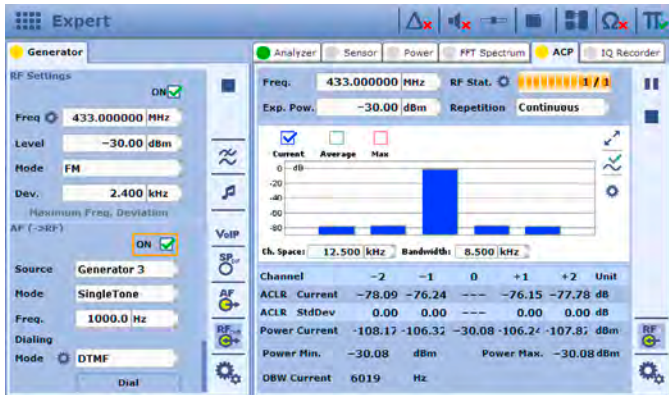 Expert
Generator
RF Settings
ON
Freq 433.000000 MHz
Level -30.00 dBm
Mode FM
Dev. 2.400 kHz
Maximum Freq. Deviation
AF (->RF)
ON
Source Generator 3
Mode SingleTone
Freq. 1000.0 Hz
Dialing
Mode DTMF
Dial
VoIP
AF
RF
Analyzer Sensor Power FFT Spectrum ACP IQ Recorder
Freq. 433.000000 MHz RF Stat. 1/1
Exp. Pow. -30.00 dBm Repetition Continuous
Current Average Max
0 dB
-20
-40
-60
-80
Ch. Space: 12.500 kHz Bandwidth: 8.500 kHz
Channel -2 -1 0 +1 +2 Unit
ACLR Current -78.09 -76.24 --- -76.15 -77.78 dB
ACLR StdDev 0.00 0.00 --- 0.00 0.00 dB
Power Current -108.17 -106.32 -30.08 -106.24 -107.87 dBm
Power Min. -30.08 dBm Power Max. -30.08 dBm
OBW Current 6019 Hz
RF